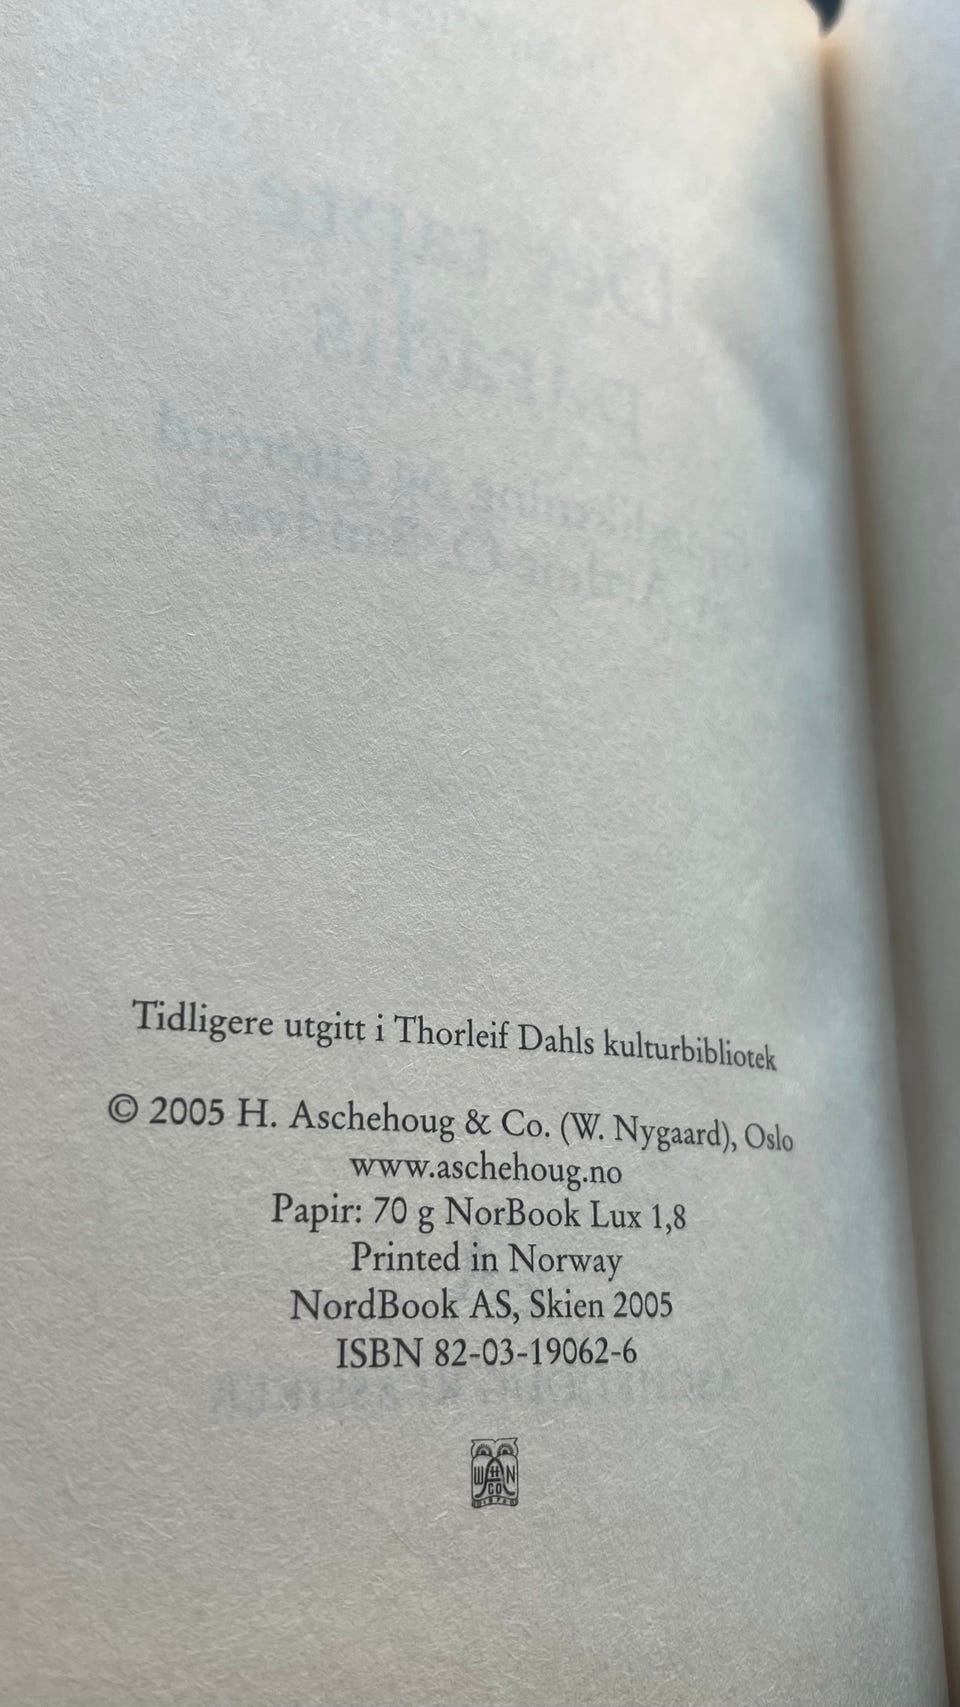 Tidligere utgitt i Thorleif Dahls kulturbibliotek
© 2005 H. Aschehoug & Co. (W. Nygaard), Oslo
www.aschehoug.no
Papir: 70 g NorBook Lux 1,8
Printed in Norway
NordBook AS, Skien 2005
ISBN 82-03-19062-6